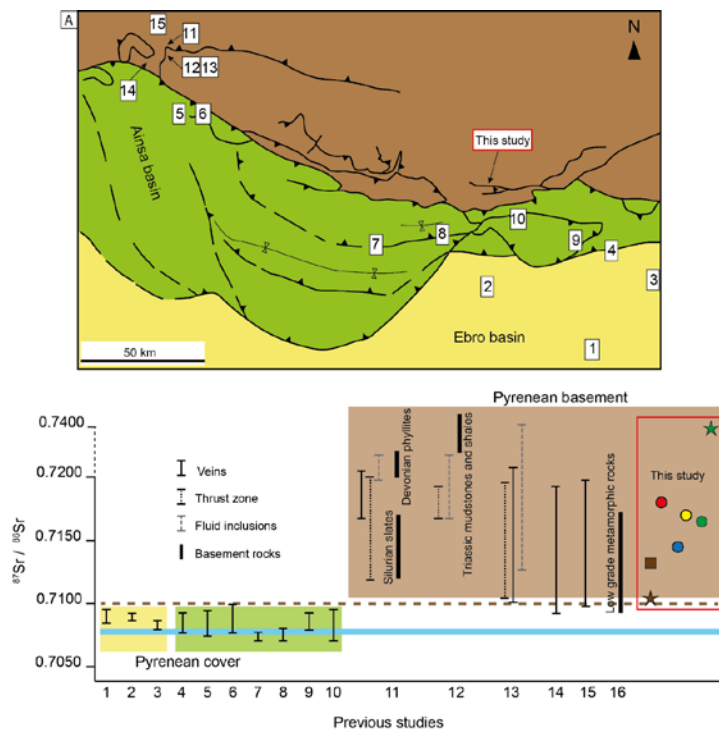 A
15
11
N
12 13
14
5 6
This study
Ainsa basin
10
7
8
9
4
2
3
Ebro basin
50 km
1
Pyrenean basement
0.7400
Veins
Thrust zone
Fluid inclusions
Basement rocks
Silurian slates
Devonian phyllites
Triassic mudstones and shales
Low grade metamorphic rocks
This study
0.7200
0.7150
⁸⁷Sr / ⁸⁶Sr
0.7100
0.7050
Pyrenean cover
1 2 3 4 5 6 7 8 9 10 11 12 13 14 15 16
Previous studies